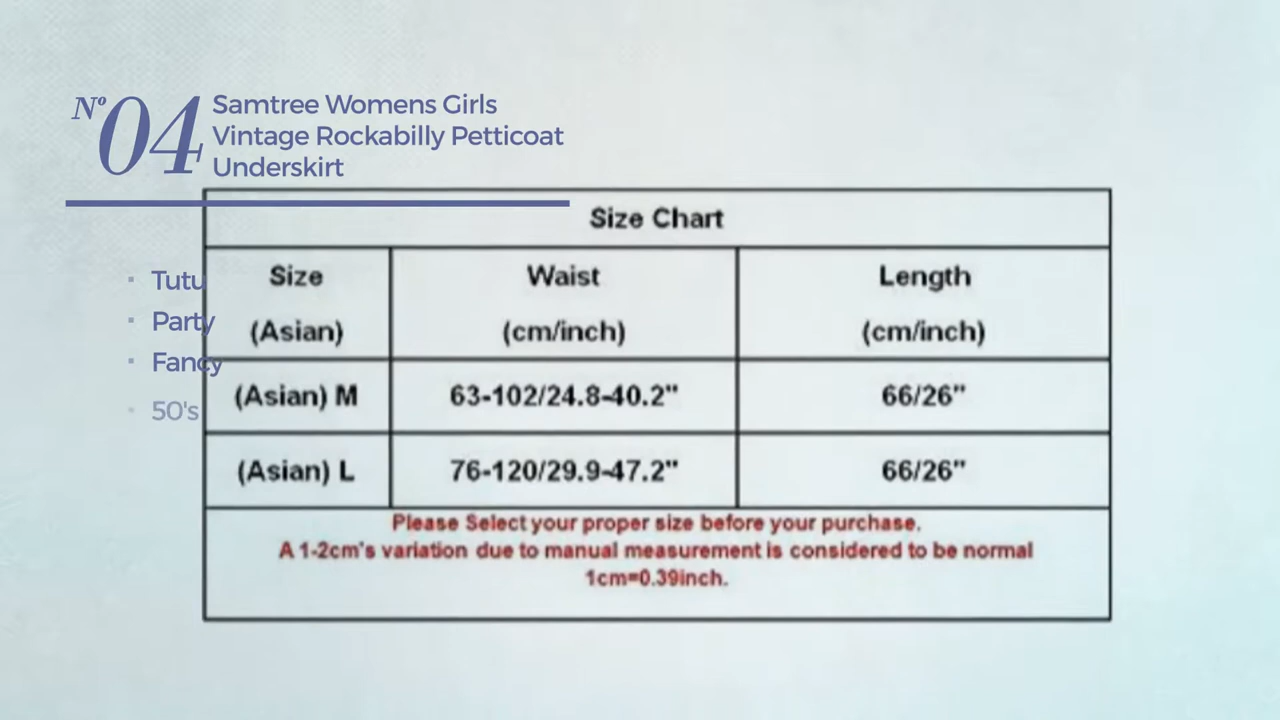 Nº04
Samtree Womens Girls
Vintage Rockabilly Petticoat
Underskirt
· Tutu
· Party
· Fancy
· 50's
Size Chart
Size (Asian) Waist (cm/inch) Length (cm/inch)
(Asian) M 63-102/24.8-40.2" 66/26"
(Asian) L 76-120/29.9-47.2" 66/26"
Please Select your proper size before your purchase.
A 1-2cm's variation due to manual measurement is considered to be normal
1cm=0.39inch.